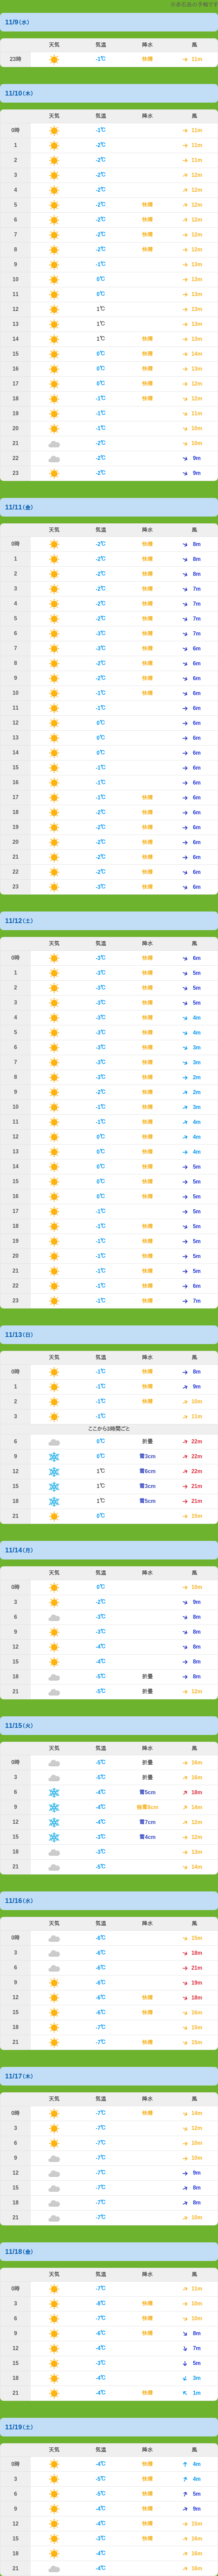 の予報です
11/9(水)
天気 気温 降水 風
23時 -1℃ 快晴 11m
11/10(木)
天気 気温 降水 風
0時 -1℃ 11m
1 -2℃ 11m
2 -2℃ 11m
3 -2℃ 12m
4 -2℃ 12m
5 -2℃ 快晴 12m
6 -2℃ 快晴 12m
7 -2℃ 快晴 12m
8 -2℃ 快晴 12m
9 -1℃ 13m
10 0℃ 13m
11 0℃ 13m
12 1℃ 13m
13 1℃ 13m
14 1℃ 快晴 13m
15 0℃ 快晴 14m
16 0℃ 快晴 13m
17 0℃ 快晴 12m
18 -1℃ 快晴 12m
19 -1℃ 11m
20 -1℃ 10m
21 -2℃ 10m
22 -2℃ 9m
23 -2℃ 9m
11/11(金)
天気 気温 降水 風
0時 -2℃ 快晴 8m
1 -2℃ 快晴 8m
2 -2℃ 快晴 8m
3 -2℃ 快晴 7m
4 -2℃ 快晴 7m
5 -2℃ 快晴 7m
6 -3℃ 快晴 7m
7 -3℃ 快晴 6m
8 -2℃ 快晴 6m
9 -2℃ 快晴 6m
10 -1℃ 快晴 6m
11 -1℃ 6m
12 0℃ 6m
13 0℃ 6m
14 0℃ 6m
15 -1℃ 6m
16 -1℃ 6m
17 -1℃ 快晴 6m
18 -2℃ 快晴 6m
19 -2℃ 快晴 6m
20 -2℃ 快晴 6m
21 -2℃ 快晴 6m
22 -2℃ 快晴 6m
23 -3℃ 快晴 6m
11/12(土)
天気 気温 降水 風
0時 -3℃ 快晴 6m
1 -3℃ 快晴 5m
2 -3℃ 快晴 5m
3 -3℃ 快晴 5m
4 -3℃ 快晴 4m
5 -3℃ 快晴 4m
6 -3℃ 快晴 3m
7 -3℃ 快晴 3m
8 -3℃ 快晴 2m
9 -2℃ 快晴 2m
10 -1℃ 快晴 3m
11 -1℃ 快晴 4m
12 0℃ 快晴 4m
13 0℃ 快晴 4m
14 0℃ 快晴 5m
15 0℃ 快晴 5m
16 0℃ 快晴 5m
17 -1℃ 5m
18 -1℃ 快晴 5m
19 -1℃ 快晴 5m
20 -1℃ 快晴 5m
21 -1℃ 快晴 5m
22 -1℃ 快晴 6m
23 -1℃ 快晴 7m
11/13(日)
天気 気温 降水 風
0時 -1℃ 快晴 8m
1 -1℃ 快晴 9m
2 -1℃ 快晴 10m
3 -1℃ 11m
ここから3時間ごと
6 0℃ 折曇 22m
9 0℃ 雪3cm 22m
12 1℃ 雪6cm 22m
15 1℃ 雪3cm 21m
18 1℃ 雪5cm 21m
21 0℃ 快晴 15m
11/14(月)
天気 気温 降水 風
0時 0℃ 10m
3 -2℃ 9m
6 -3℃ 8m
9 -3℃ 8m
12 -4℃ 8m
15 -4℃ 8m
18 -5℃ 折曇 8m
21 -5℃ 折曇 12m
11/15(火)
天気 気温 降水 風
0時 -5℃ 折曇 16m
3 -5℃ 折曇 16m
6 -4℃ 雪5cm 18m
9 -4℃ 強雪8cm 14m
12 -4℃ 雪7cm 12m
15 -3℃ 雪4cm 12m
18 -3℃ 13m
21 -5℃ 14m
11/16(水)
天気 気温 降水 風
0時 -6℃ 15m
3 -6℃ 18m
6 -6℃ 21m
9 -6℃ 19m
12 -6℃ 快晴 18m
15 -6℃ 快晴 16m
18 -7℃ 15m
21 -7℃ 快晴 15m
11/17(木)
天気 気温 降水 風
0時 -7℃ 快晴 14m
3 -7℃ 12m
6 -7℃ 10m
9 -7℃ 10m
12 -7℃ 9m
15 -7℃ 8m
18 -7℃ 8m
21 -7℃ 10m
11/18(金)
天気 気温 降水 風
0時 -7℃ 11m
3 -8℃ 快晴 10m
6 -7℃ 快晴 10m
9 -6℃ 快晴 8m
12 -4℃ 7m
15 -3℃ 5m
18 -4℃ 3m
21 -4℃ 快晴 1m
11/19(土)
天気 気温 降水 風
0時 -4℃ 快晴 4m
3 -5℃ 快晴 4m
6 -5℃ 快晴 5m
9 -4℃ 快晴 9m
12 -4℃ 快晴 15m
15 -3℃ 快晴 16m
18 -4℃ 16m
21 -4℃ 16m